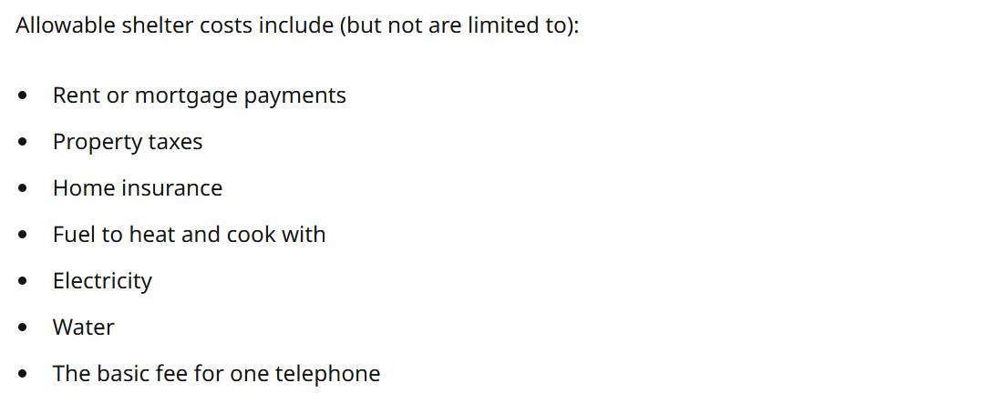 Allowable shelter costs include (but not are limited to):
• Rent or mortgage payments
• Property taxes
• Home insurance
• Fuel to heat and cook with
• Electricity
• Water
• The basic fee for one telephone